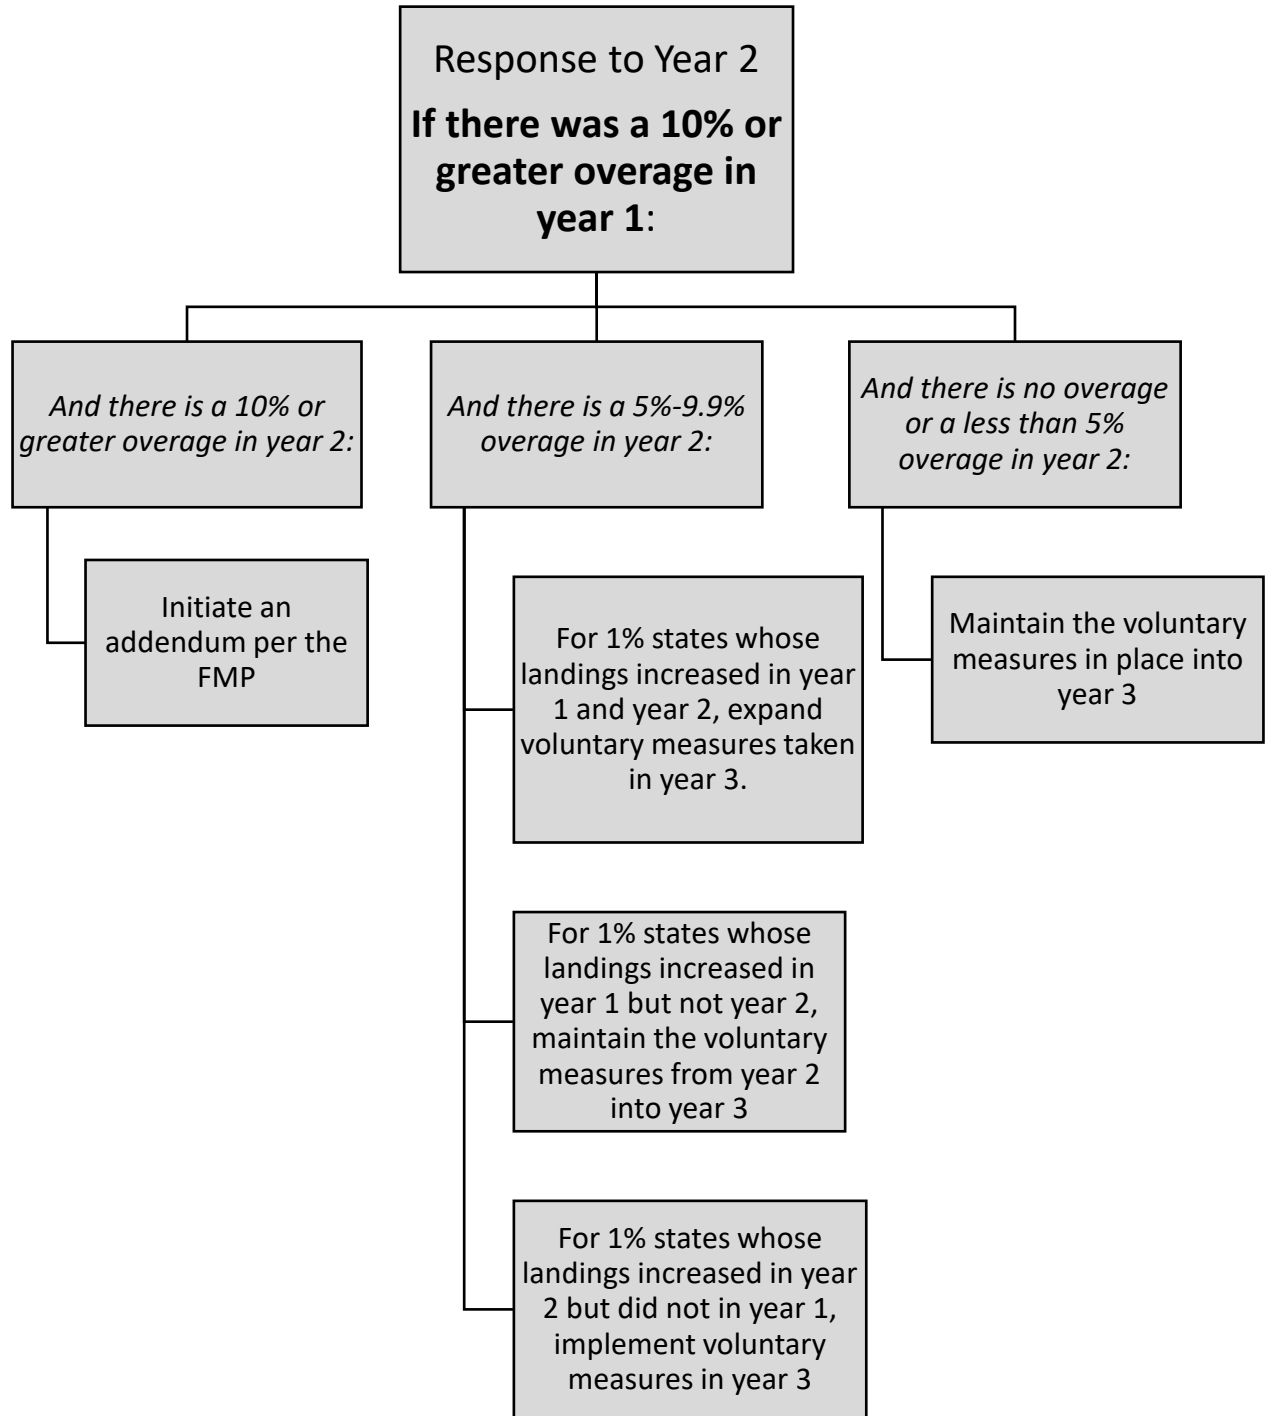 Response to Year 2
If there was a 10% or
greater overage in
year 1:
And there is a 10% or
greater overage in year 2:
Initiate an
addendum per the
FMP
And there is a 5%-9.9%
overage in year 2:
For 1% states whose
landings increased in year
1 and year 2, expand
voluntary measures taken
in year 3.
For 1% states whose
landings increased in
year 1 but not year 2,
maintain the voluntary
measures from year 2
into year 3
For 1% states whose
landings increased in year
2 but did not in year 1,
implement voluntary
measures in year 3
And there is no overage
or a less than 5%
overage in year 2:
Maintain the voluntary
measures in place into
year 3